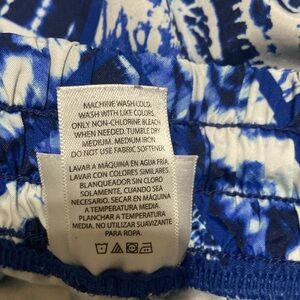 MACHINE WASH COLD.
WASH WITH LIKE COLORS,
ONLY NON-CHLORINE BLEACH
WHEN NEEDED. TUMBLE DRY
MEDIUM. MEDIUM IRON
DO NOT USE FABRIC SOFTENER.
LAVAR A MÁQUINA EN AGUA FRÍA.
LAVAR CON COLORES SIMILARES
BLANQUEADOR SIN CLORO
SOLAMENTE, CUANDO SEA
NECESARIO. SECAR EN MÁQUINA
A TEMPERATURA MEDIA.
PLANCHAR A TEMPERATURA
MEDIA. NO UTILIZAR SUAVIZANTE
PARA ROPA.